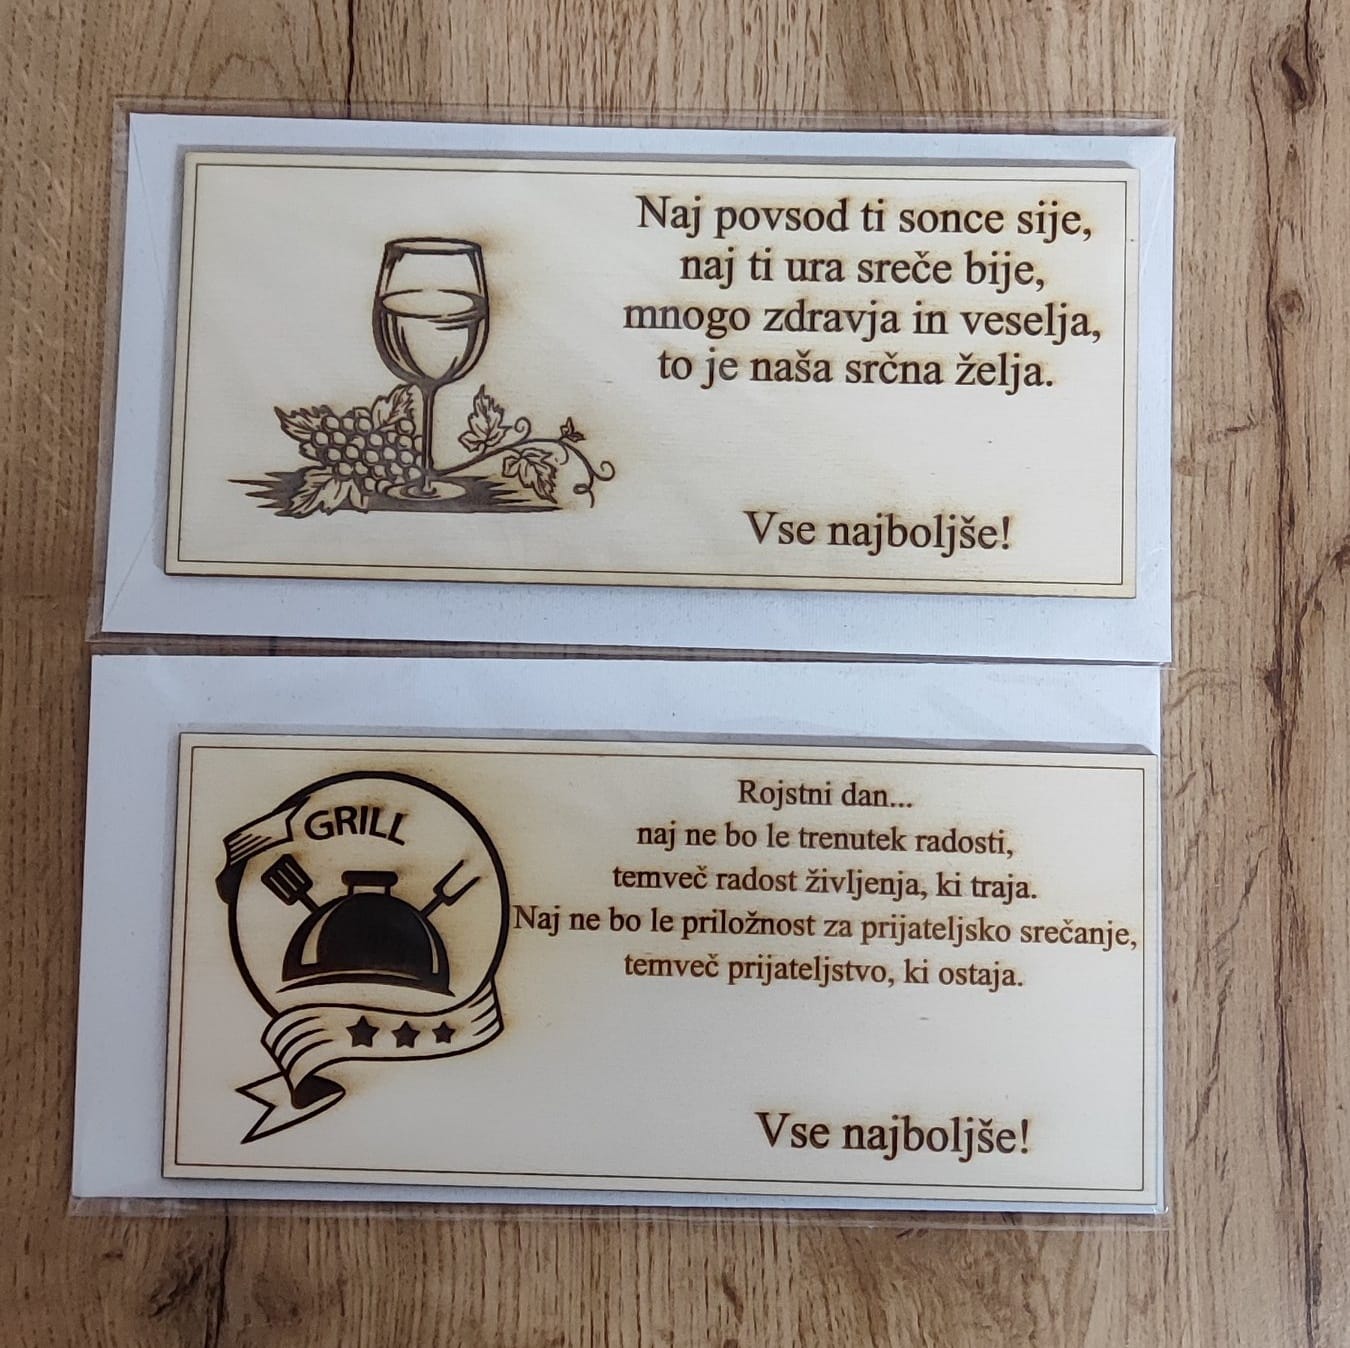 Naj povsod ti sonce sije,
naj ti ura sreče bije,
mnogo zdravja in veselja,
to je naša srčna želja.
Vse najboljše!
GRILL
Rojstni dan...
naj ne bo le trenutek radosti,
temveč radost življenja, ki traja.
Naj ne bo le priložnost za prijateljsko srečanje,
temveč prijateljstvo, ki ostaja.
Vse najboljše!